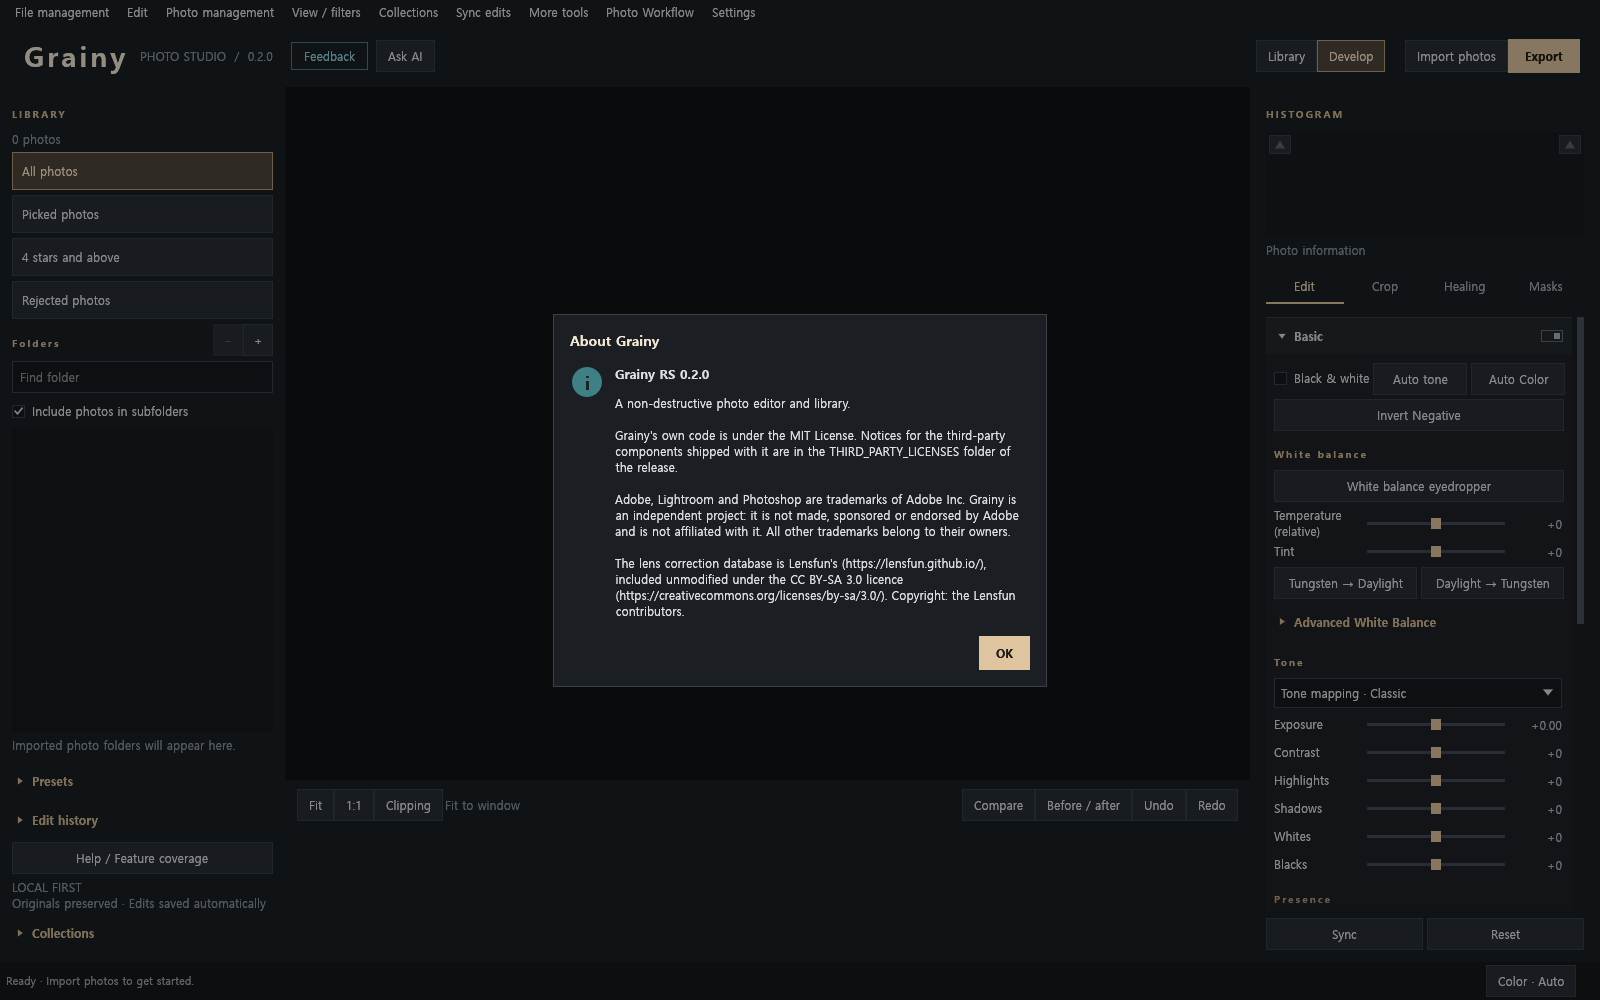 File management Edit Photo management View / filters Collections Sync edits More tools Photo Workflow Settings
Grainy PHOTO STUDIO / 0.2.0 Feedback Ask AI Library Develop Import photos Export
LIBRARY
0 photos
All photos
Picked photos
4 stars and above
Rejected photos
Folders − +
Find folder
Include photos in subfolders
Imported photo folders will appear here.
Presets
Edit history
Help / Feature coverage
LOCAL FIRST
Originals preserved · Edits saved automatically
Collections
About Grainy
Grainy RS 0.2.0
A non-destructive photo editor and library.
Grainy's own code is under the MIT License. Notices for the third-party
components shipped with it are in the THIRD_PARTY_LICENSES folder of
the release.
Adobe, Lightroom and Photoshop are trademarks of Adobe Inc. Grainy is
an independent project: it is not made, sponsored or endorsed by Adobe
and is not affiliated with it. All other trademarks belong to their owners.
The lens correction database is Lensfun's (https://lensfun.github.io/),
included unmodified under the CC BY-SA 3.0 licence
(https://creativecommons.org/licenses/by-sa/3.0/). Copyright: the Lensfun
contributors.
OK
Fit 1:1 Clipping Fit to window Compare Before / after Undo Redo
HISTOGRAM
Photo information
Edit Crop Healing Masks
Basic
Black & white Auto tone Auto Color
Invert Negative
White balance
White balance eyedropper
Temperature
(relative) +0
Tint +0
Tungsten → Daylight Daylight → Tungsten
Advanced White Balance
Tone
Tone mapping · Classic
Exposure +0.00
Contrast +0
Highlights +0
Shadows +0
Whites +0
Blacks +0
Presence
Sync Reset
Ready · Import photos to get started. Color · Auto